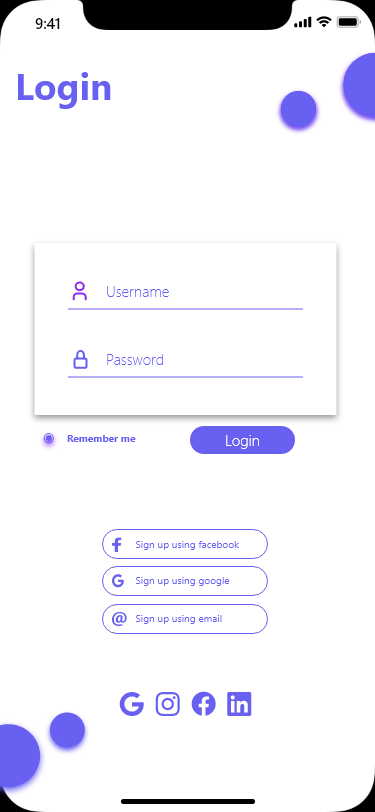 9:41
Login
Username
Password
Remember me
Login
Sign up using facebook
Sign up using google
Sign up using email